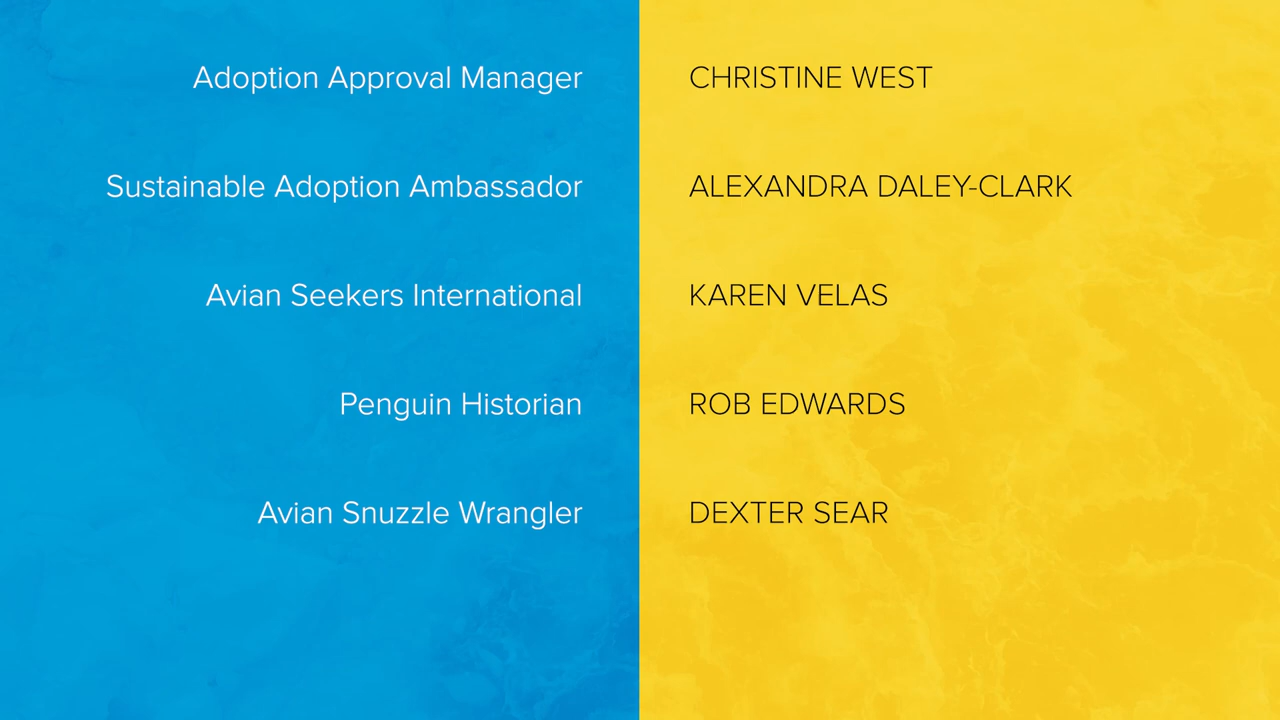 Adoption Approval Manager CHRISTINE WEST
Sustainable Adoption Ambassador ALEXANDRA DALEY-CLARK
Avian Seekers International KAREN VELAS
Penguin Historian ROB EDWARDS
Avian Snuzzle Wrangler DEXTER SEAR